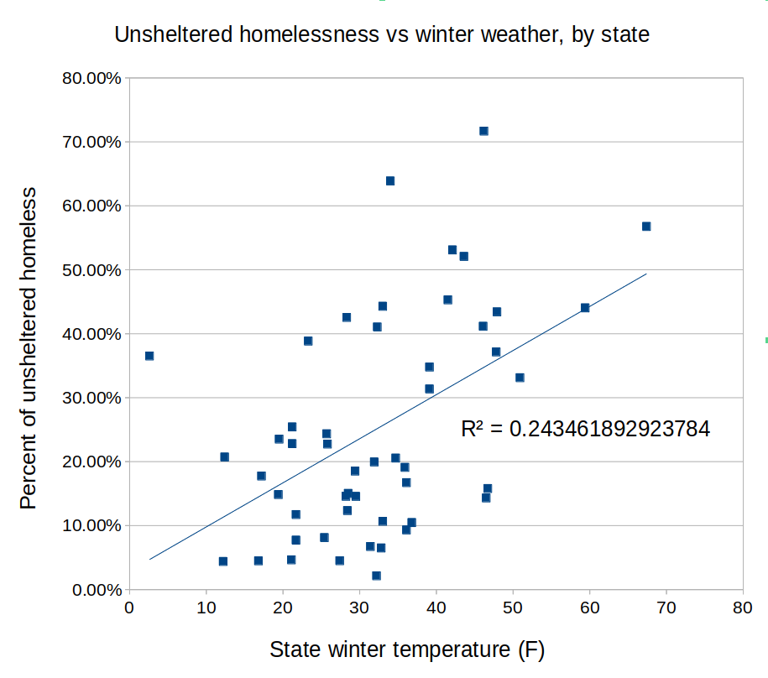 Unsheltered homelessness vs winter weather, by state
80.00%
70.00%
60.00%
50.00%
40.00%
30.00%
20.00%
10.00%
0.00%
Percent of unsheltered homeless
R² = 0.243461892923784
0 10 20 30 40 50 60 70 80
State winter temperature (F)